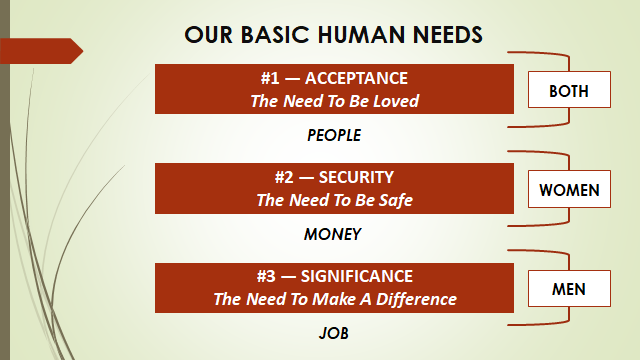 OUR BASIC HUMAN NEEDS
#1 — ACCEPTANCE
The Need To Be Loved
BOTH
PEOPLE
#2 — SECURITY
The Need To Be Safe
WOMEN
MONEY
#3 — SIGNIFICANCE
The Need To Make A Difference
MEN
JOB